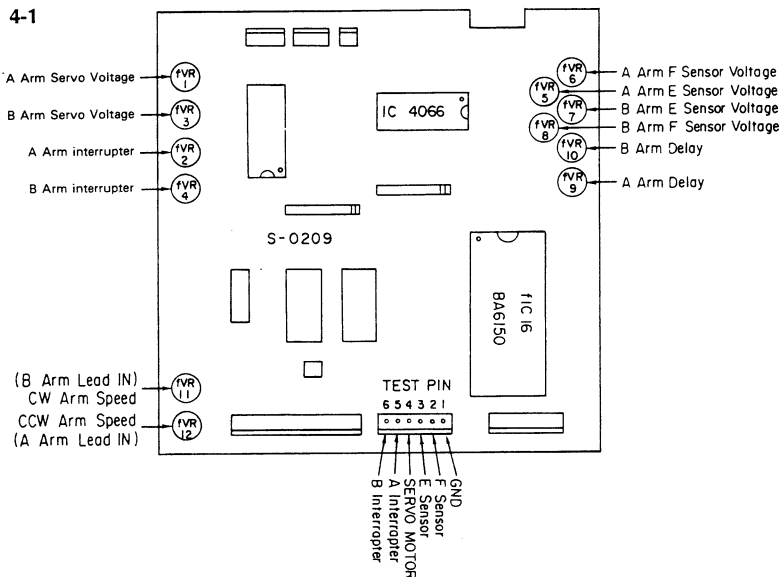 4-1
A Arm Servo Voltage
fVR
1
B Arm Servo Voltage
fVR
3
A Arm interrupter
fVR
2
B Arm interrupter
fVR
4
IC 4066
fVR
6
A Arm F Sensor Voltage
fVR
5
A Arm E Sensor Voltage
fVR
7
B Arm E Sensor Voltage
fVR
8
B Arm F Sensor Voltage
fVR
10
B Arm Delay
fVR
9
A Arm Delay
S-0209
fIC 16
BA6150
(B Arm Lead IN)
CW Arm Speed
fVR
11
CCW Arm Speed
(A Arm Lead IN)
fVR
12
TEST PIN
6 5 4 3 2 1
GND
F Sensor
E Sensor
SERVO MOTOR
A Interrapter
B Interrapter